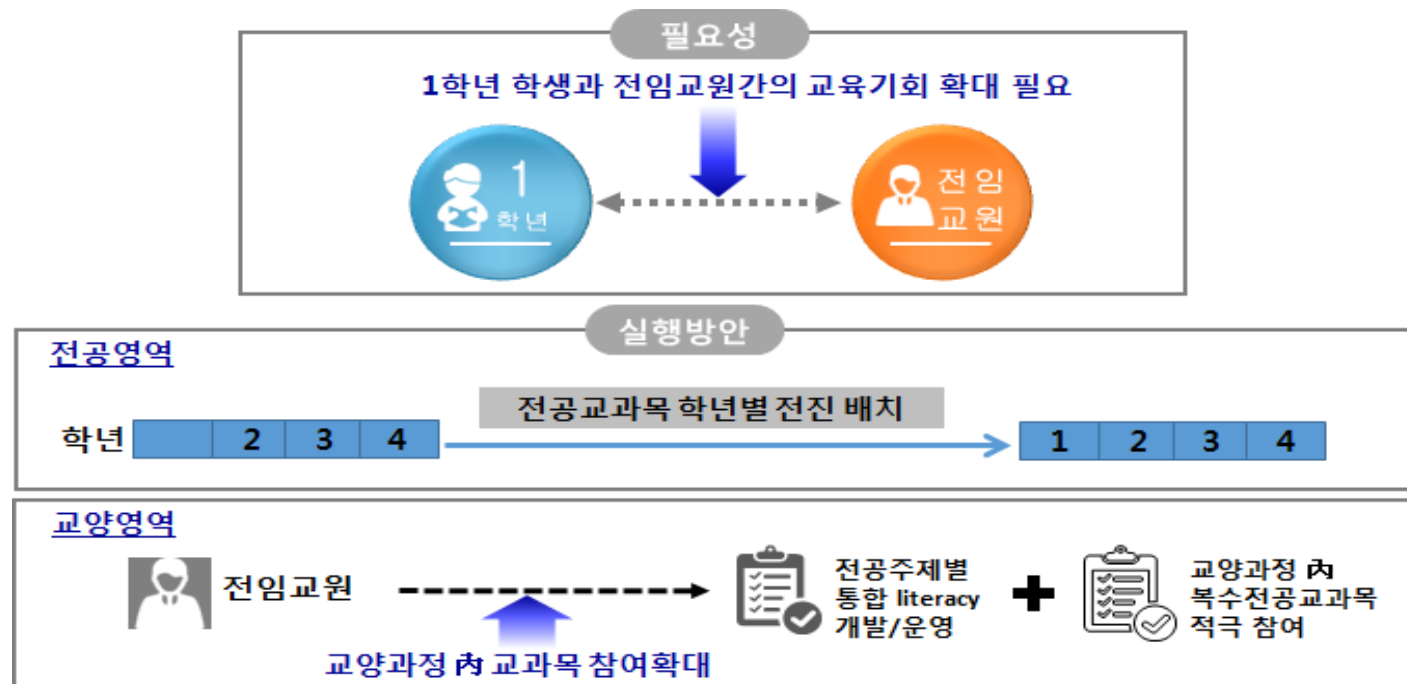 필요성
1학년 학생과 전임교원간의 교육기회 확대 필요
1
학년
전임
교원
실행방안
전공영역
전공교과목 학년별 전진 배치
학년 2 3 4
1 2 3 4
교양영역
전임교원
교양과정 內 교과목 참여확대
전공주제별
통합 literacy
개발/운영
교양과정 內
복수전공교과목
적극 참여